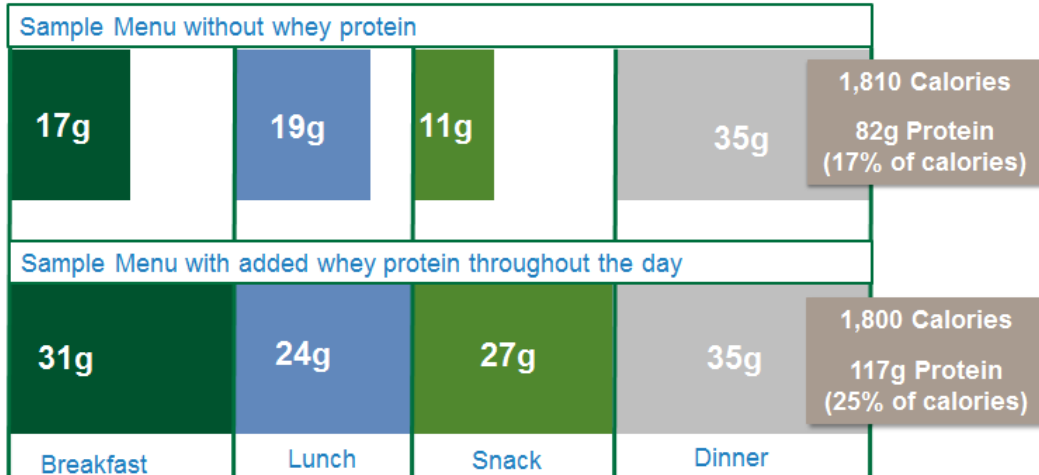 Sample Menu without whey protein
17g
19g
11g
35g
1,810 Calories
82g Protein
(17% of calories)
Sample Menu with added whey protein throughout the day
31g
24g
27g
35g
1,800 Calories
117g Protein
(25% of calories)
Breakfast
Lunch
Snack
Dinner